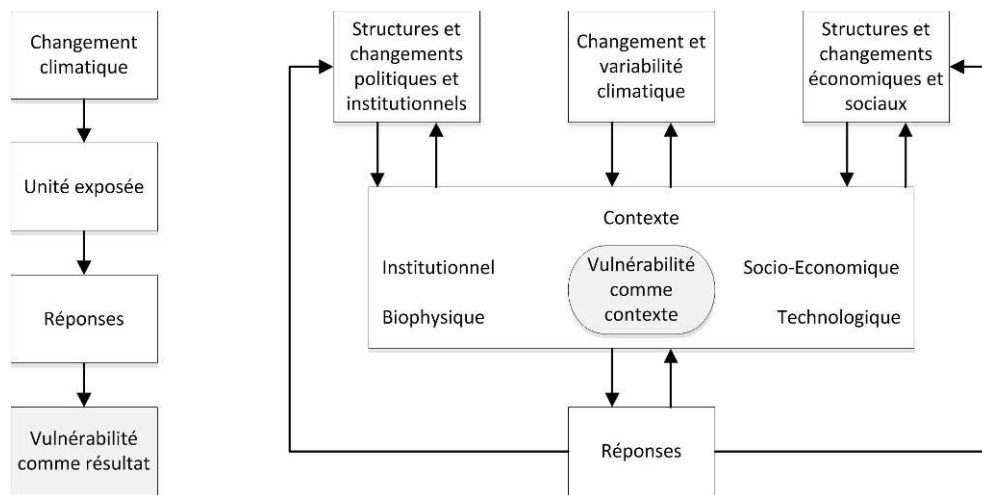 Changement
climatique
Unité exposée
Réponses
Vulnérabilité
comme résultat
Structures et
changements
politiques et
institutionnels
Changement et
variabilité
climatique
Structures et
changements
économiques et
sociaux
Contexte
Institutionnel
Vulnérabilité
comme
contexte
Socio-Economique
Biophysique
Technologique
Réponses